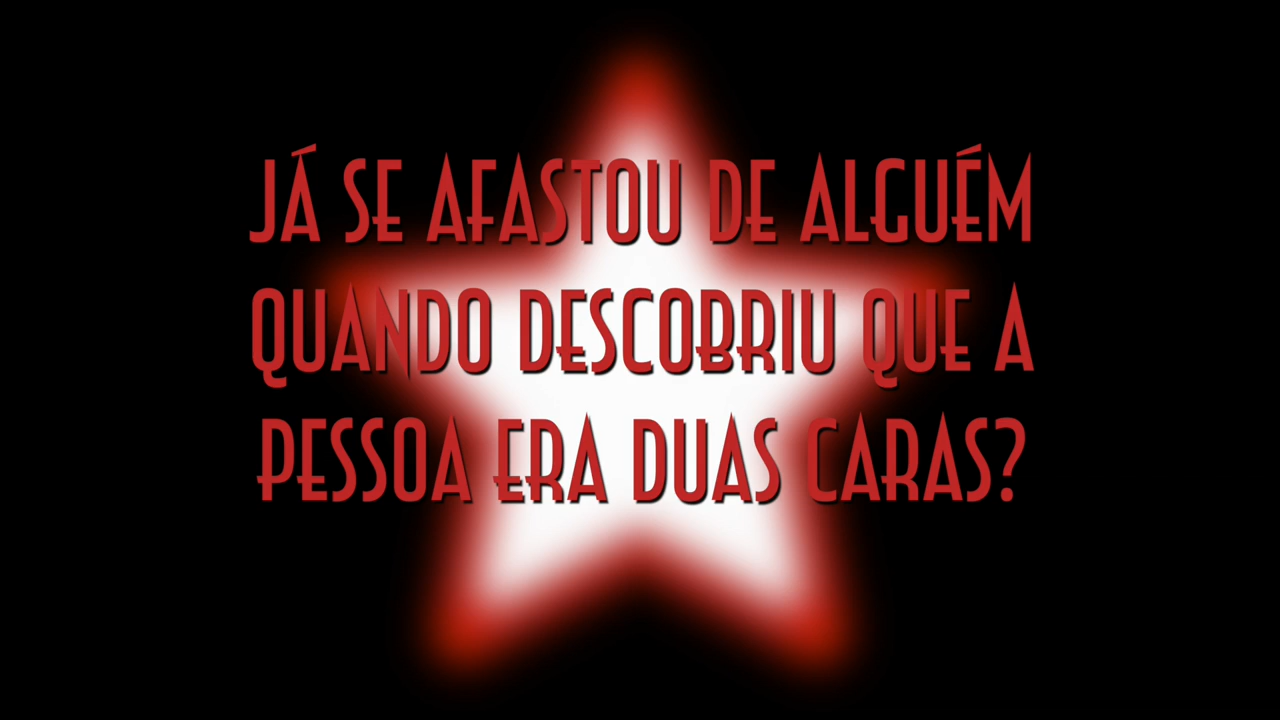 JÁ SE AFASTOU DE ALGUÉM
QUANDO DESCOBRIU QUE A
PESSOA ERA DUAS CARAS?